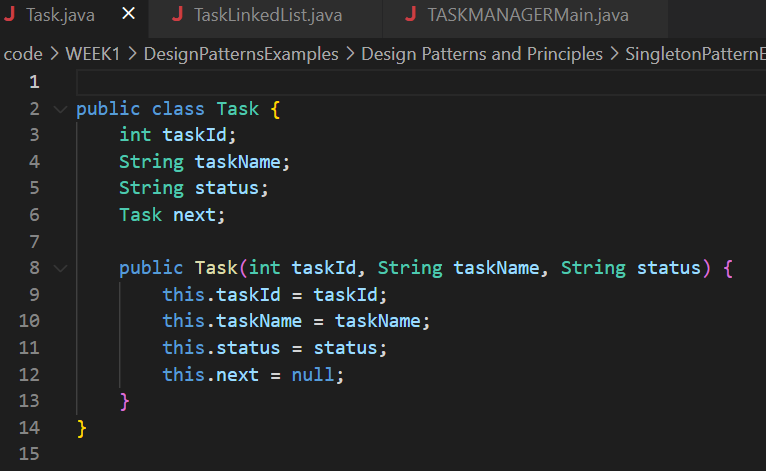 J Task.java × J TaskLinkedList.java J TASKMANAGERMain.java
code > WEEK1 > DesignPatternsExamples > Design Patterns and Principles > SingletonPatternE
1
2 public class Task {
3     int taskId;
4     String taskName;
5     String status;
6     Task next;
7
8     public Task(int taskId, String taskName, String status) {
9         this.taskId = taskId;
10         this.taskName = taskName;
11         this.status = status;
12         this.next = null;
13     }
14 }
15